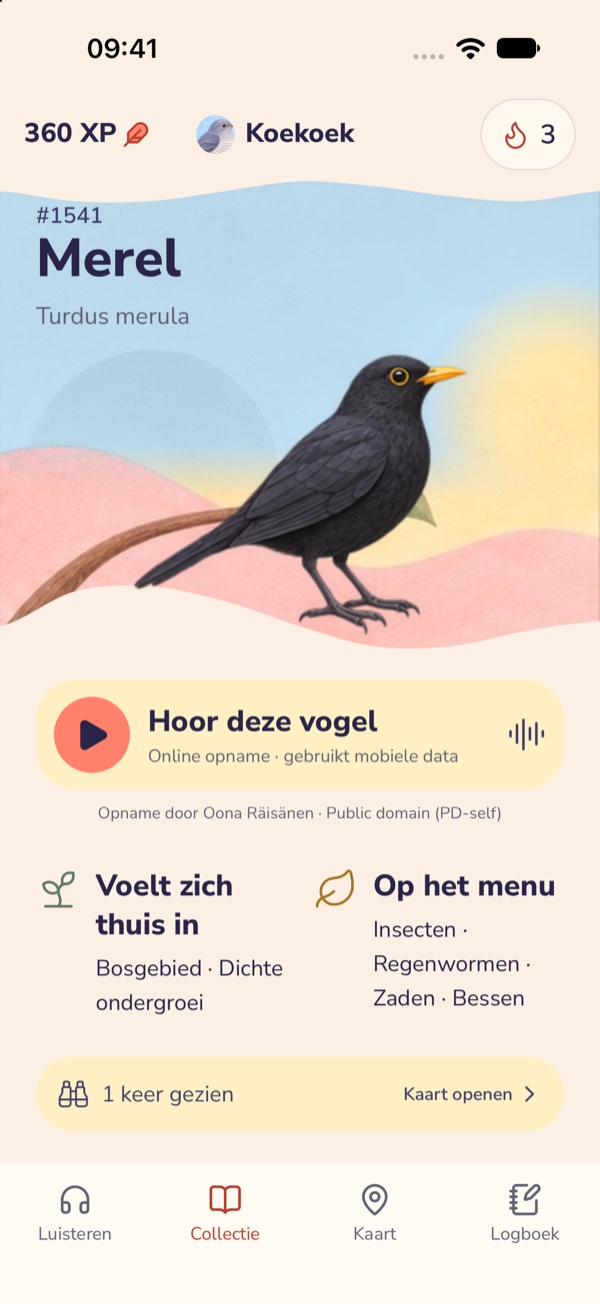 09:41
360 XP
Koekoek
3
#1541
Merel
Turdus merula
Hoor deze vogel
Online opname · gebruikt mobiele data
Opname door Oona Räisänen · Public domain (PD-self)
Voelt zich
thuis in
Bosgebied · Dichte
ondergroei
Op het menu
Insecten ·
Regenwormen ·
Zaden · Bessen
1 keer gezien
Kaart openen
Luisteren
Collectie
Kaart
Logboek